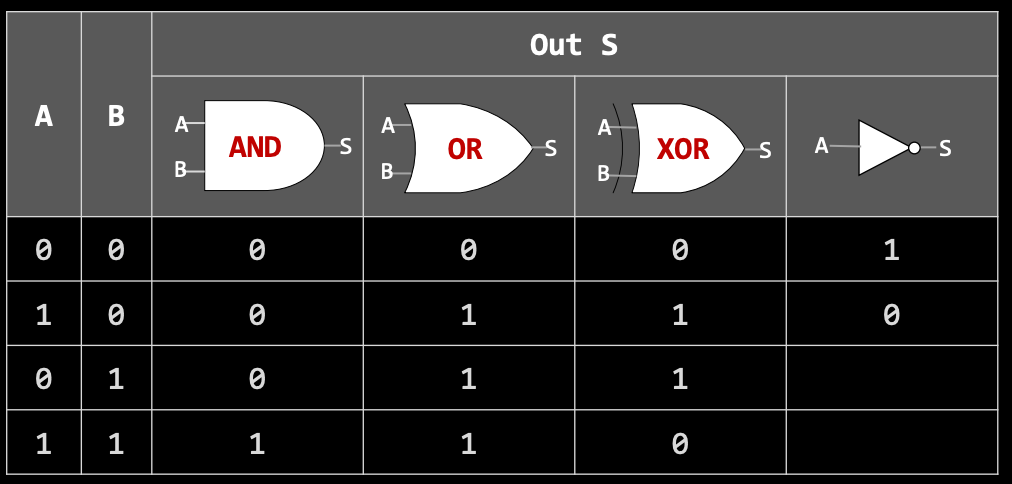 Out S
A B
A B AND S
A B OR S
A B XOR S
A S
0 0 0 0 0 1
1 0 0 1 1 0
0 1 0 1 1
1 1 1 1 0